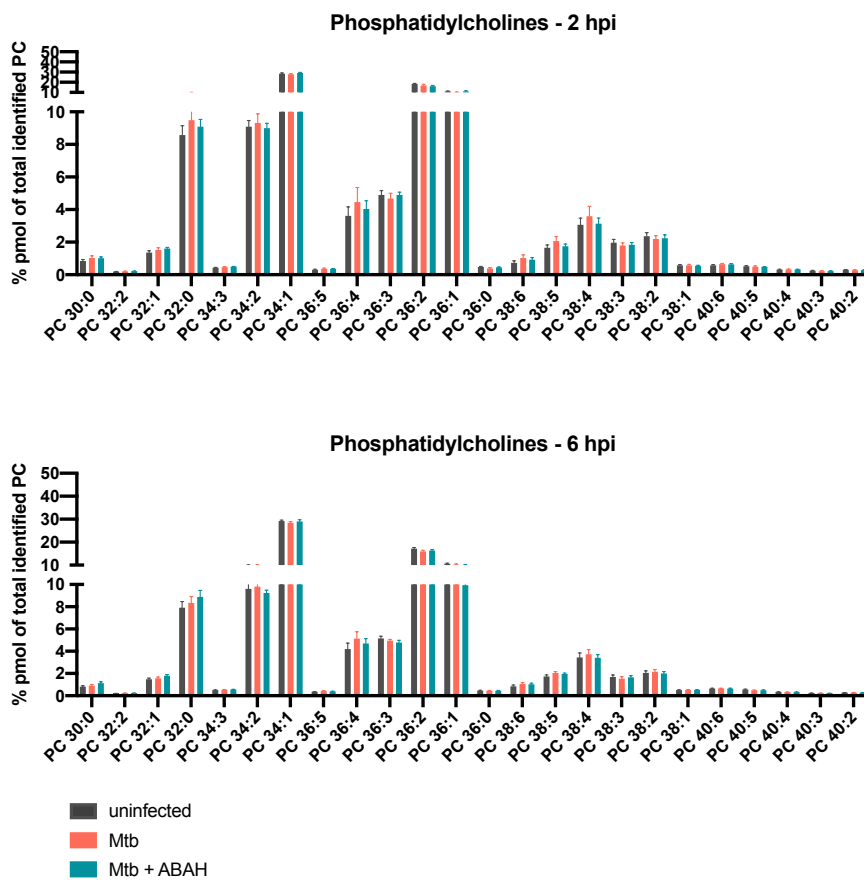 Phosphatidylcholines - 2 hpi
% pmol of total identified PC
50
40
30
20
10
10
8
6
4
2
0
PC 30:0 PC 32:2 PC 32:1 PC 32:0 PC 34:3 PC 34:2 PC 34:1 PC 36:5 PC 36:4 PC 36:3 PC 36:2 PC 36:1 PC 36:0 PC 38:6 PC 38:5 PC 38:4 PC 38:3 PC 38:2 PC 38:1 PC 40:6 PC 40:5 PC 40:4 PC 40:3 PC 40:2
Phosphatidylcholines - 6 hpi
% pmol of total identified PC
50
40
30
20
10
10
8
6
4
2
0
PC 30:0 PC 32:2 PC 32:1 PC 32:0 PC 34:3 PC 34:2 PC 34:1 PC 36:5 PC 36:4 PC 36:3 PC 36:2 PC 36:1 PC 36:0 PC 38:6 PC 38:5 PC 38:4 PC 38:3 PC 38:2 PC 38:1 PC 40:6 PC 40:5 PC 40:4 PC 40:3 PC 40:2
uninfected
Mtb
Mtb + ABAH